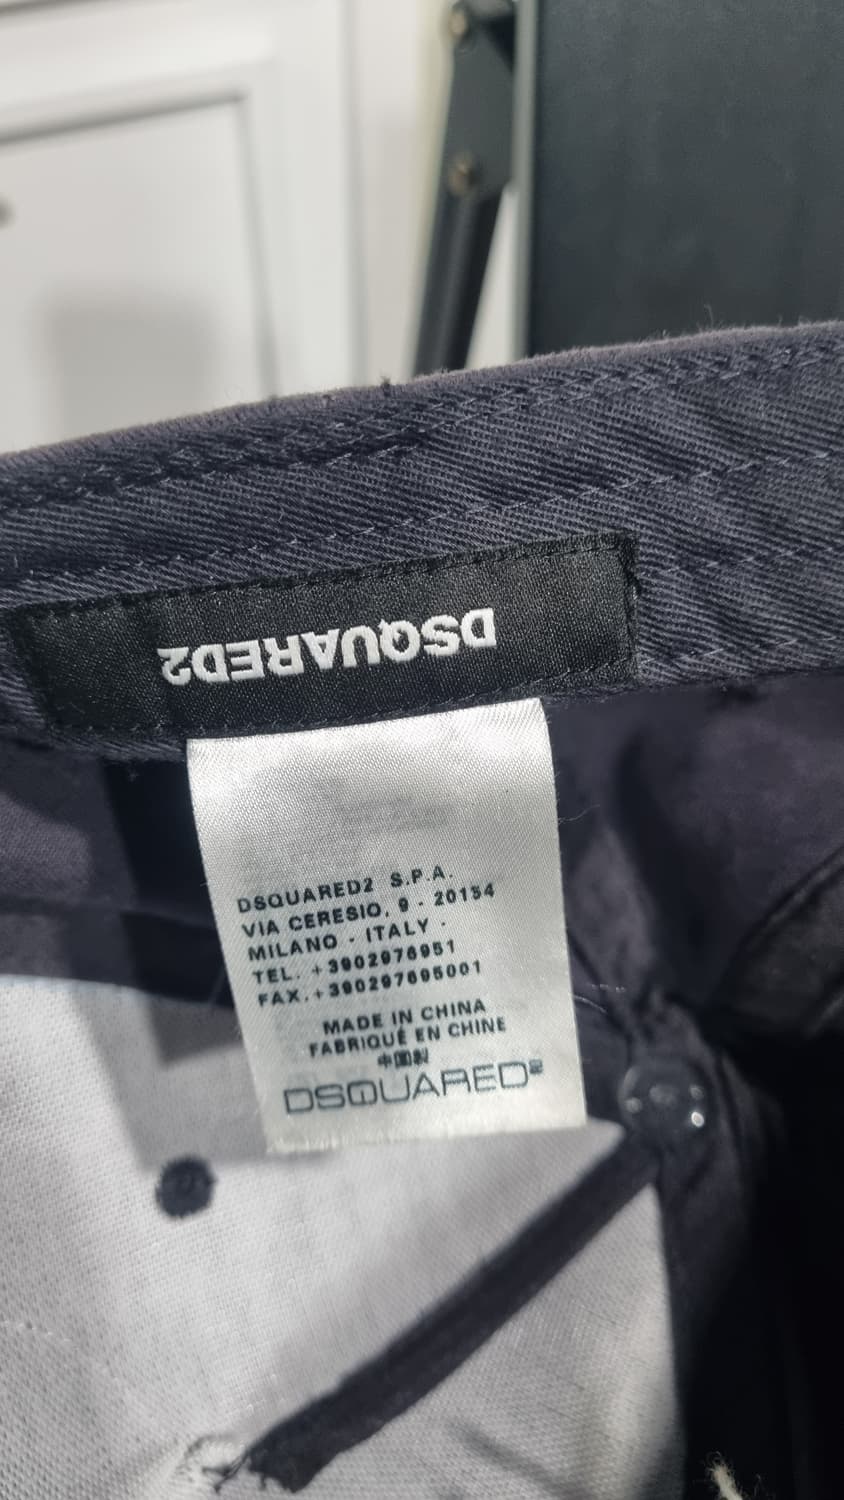 DSQUARED2
DSQUARED2 S.P.A.
VIA CERESIO, 9 - 20154
MILANO - ITALY -
TEL. +3902976951
FAX.+390297695001
MADE IN CHINA
FABRIQUÉ EN CHINE
中国製
DSQUARED2